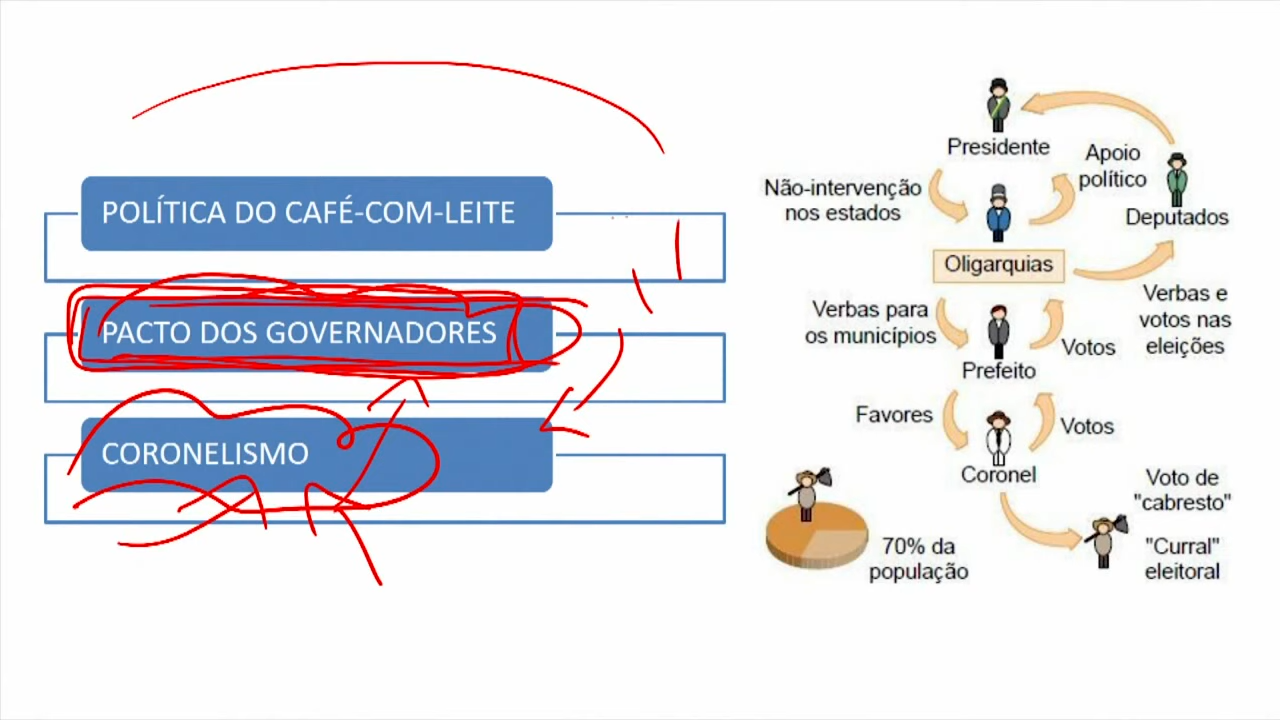 POLÍTICA DO CAFÉ-COM-LEITE
PACTO DOS GOVERNADORES
CORONELISMO
Presidente
Apoio
político
Deputados
Não-intervenção
nos estados
Oligarquias
Verbas para
os municípios
Verbas e
votos nas
eleições
Votos
Prefeito
Favores
Votos
Coronel
Voto de
"cabresto"
"Curral"
eleitoral
70% da
população